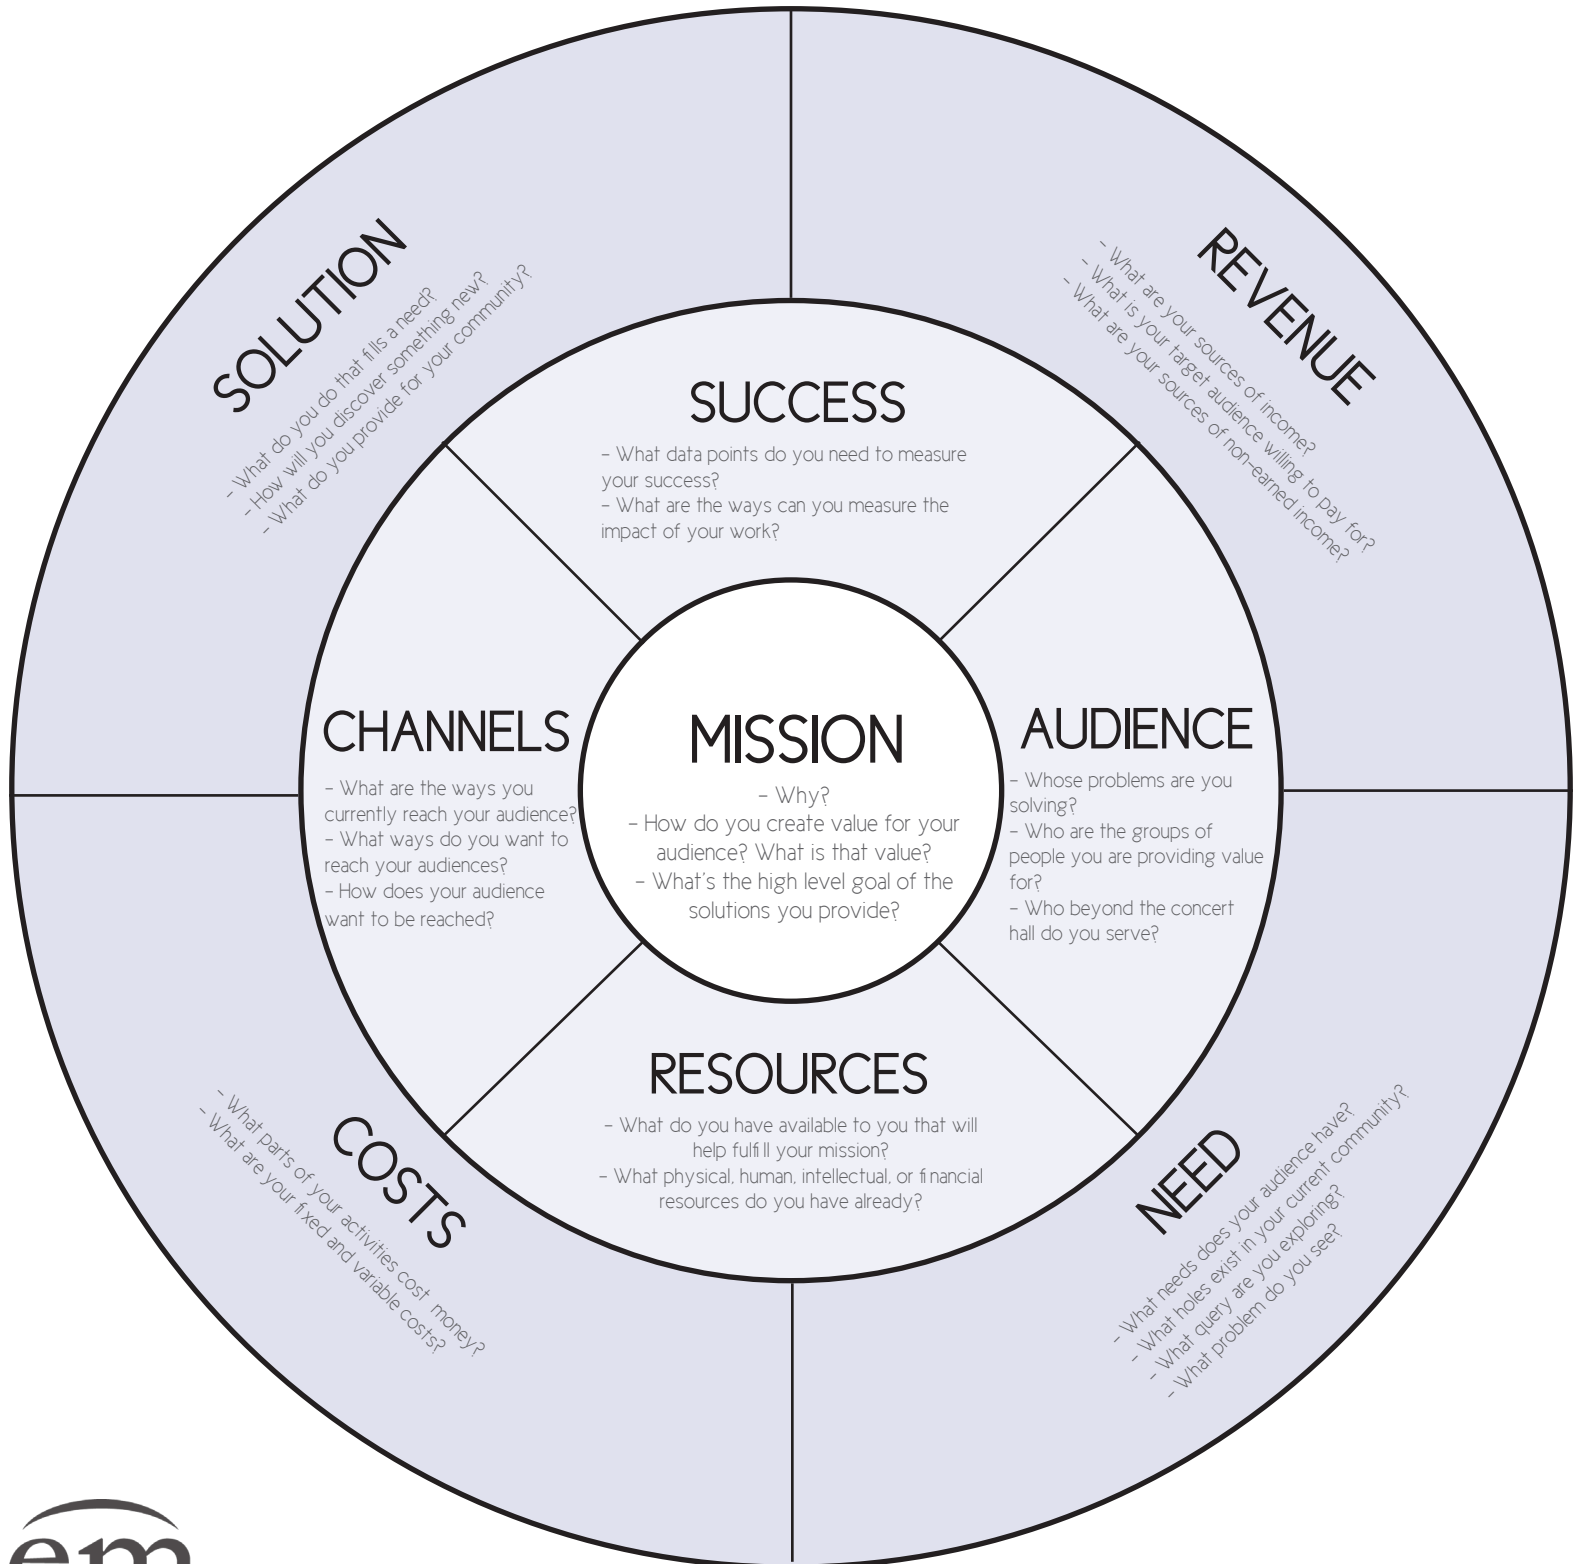 SOLUTION
- What do you do that fills a need?
- How will you discover something new?
- What do you provide for your community?
REVENUE
- What are your sources of income?
- What is your target audience willing to pay for?
- What are your sources of non-earned income?
SUCCESS
- What data points do you need to measure
your success?
- What are the ways can you measure the
impact of your work?
CHANNELS
- What are the ways you
currently reach your audience?
- What ways do you want to
reach your audiences?
- How does your audience
want to be reached?
MISSION
- Why?
- How do you create value for your
audience? What is that value?
- What's the high level goal of the
solutions you provide?
AUDIENCE
- Whose problems are you
solving?
- Who are the groups of
people you are providing value
for?
- Who beyond the concert
hall do you serve?
RESOURCES
- What do you have available to you that will
help fulfill your mission?
- What physical, human, intellectual, or financial
resources do you have already?
COSTS
- What parts of your activities cost money?
- What are your fixed and variable costs?
NEED
- What needs does your audience have?
- What holes exist in your current community?
- What query are you exploring?
- What problem do you see?
em